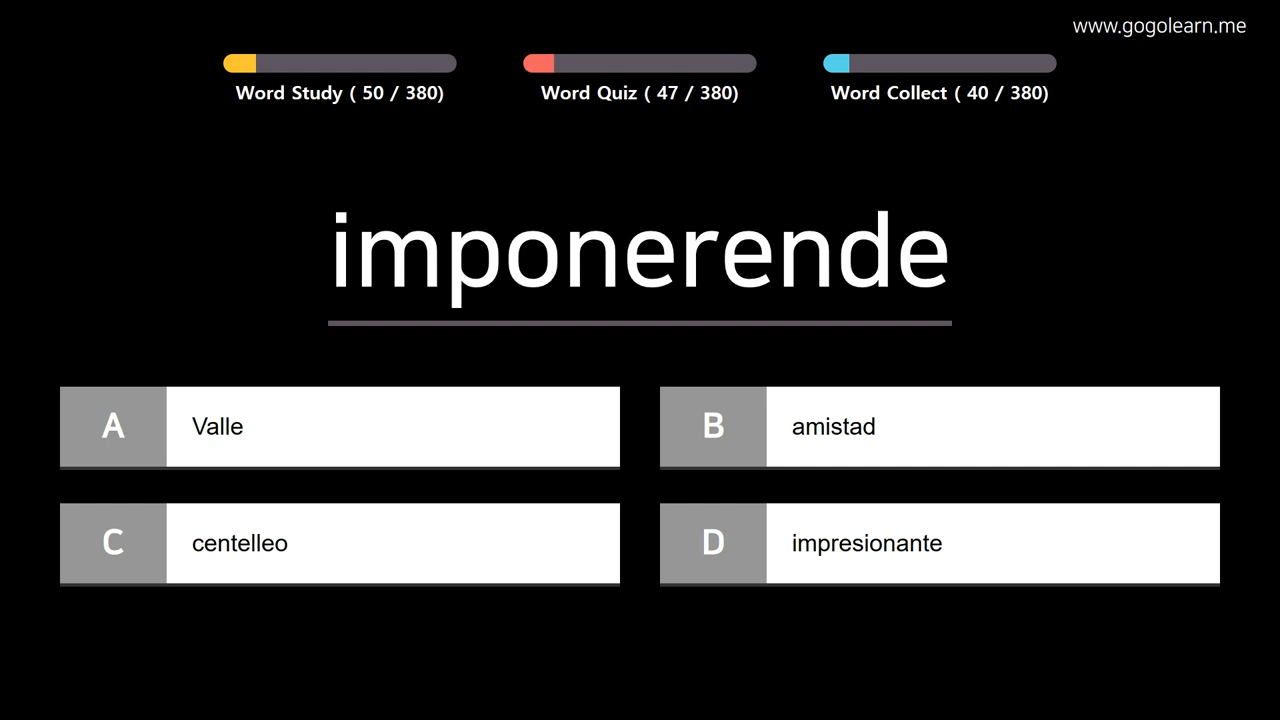 www.gogolearn.me
Word Study ( 50 / 380)
Word Quiz ( 47 / 380)
Word Collect ( 40 / 380)
imponerende
A
Valle
B
amistad
C
centelleo
D
impresionante